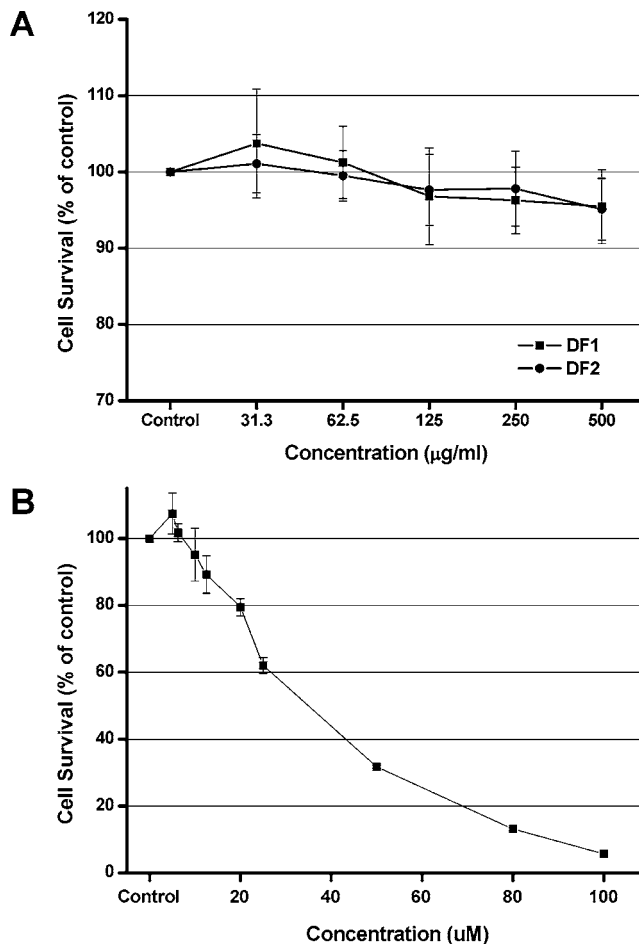 A
Cell Survival (% of control)
120
110
100
90
80
70
DF1
DF2
Control 31.3 62.5 125 250 500
Concentration (μg/ml)
B
Cell Survival (% of control)
100
80
60
40
20
0
Control 20 40 60 80 100
Concentration (uM)